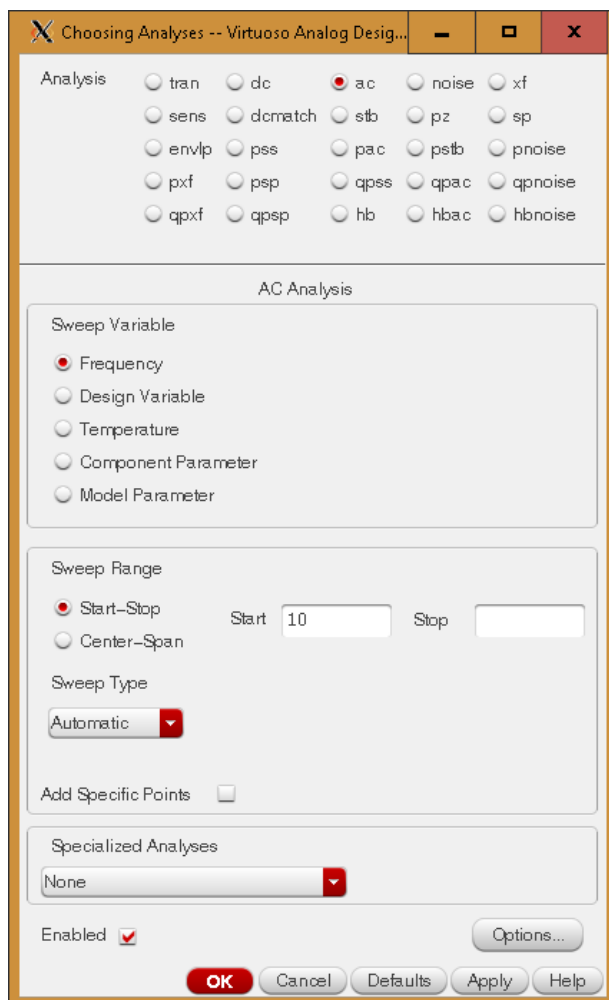 Choosing Analyses -- Virtuoso Analog Desig...
Analysis tran dc ac noise xf
sens dcmatch stb pz sp
envlp pss pac pstb pnoise
pxf psp qpss qpac qpnoise
qpxf qpsp hb hbac hbnoise
AC Analysis
Sweep Variable
Frequency
Design Variable
Temperature
Component Parameter
Model Parameter
Sweep Range
Start-Stop Start 10 Stop
Center-Span
Sweep Type
Automatic
Add Specific Points
Specialized Analyses
None
Enabled Options...
OK Cancel Defaults Apply Help